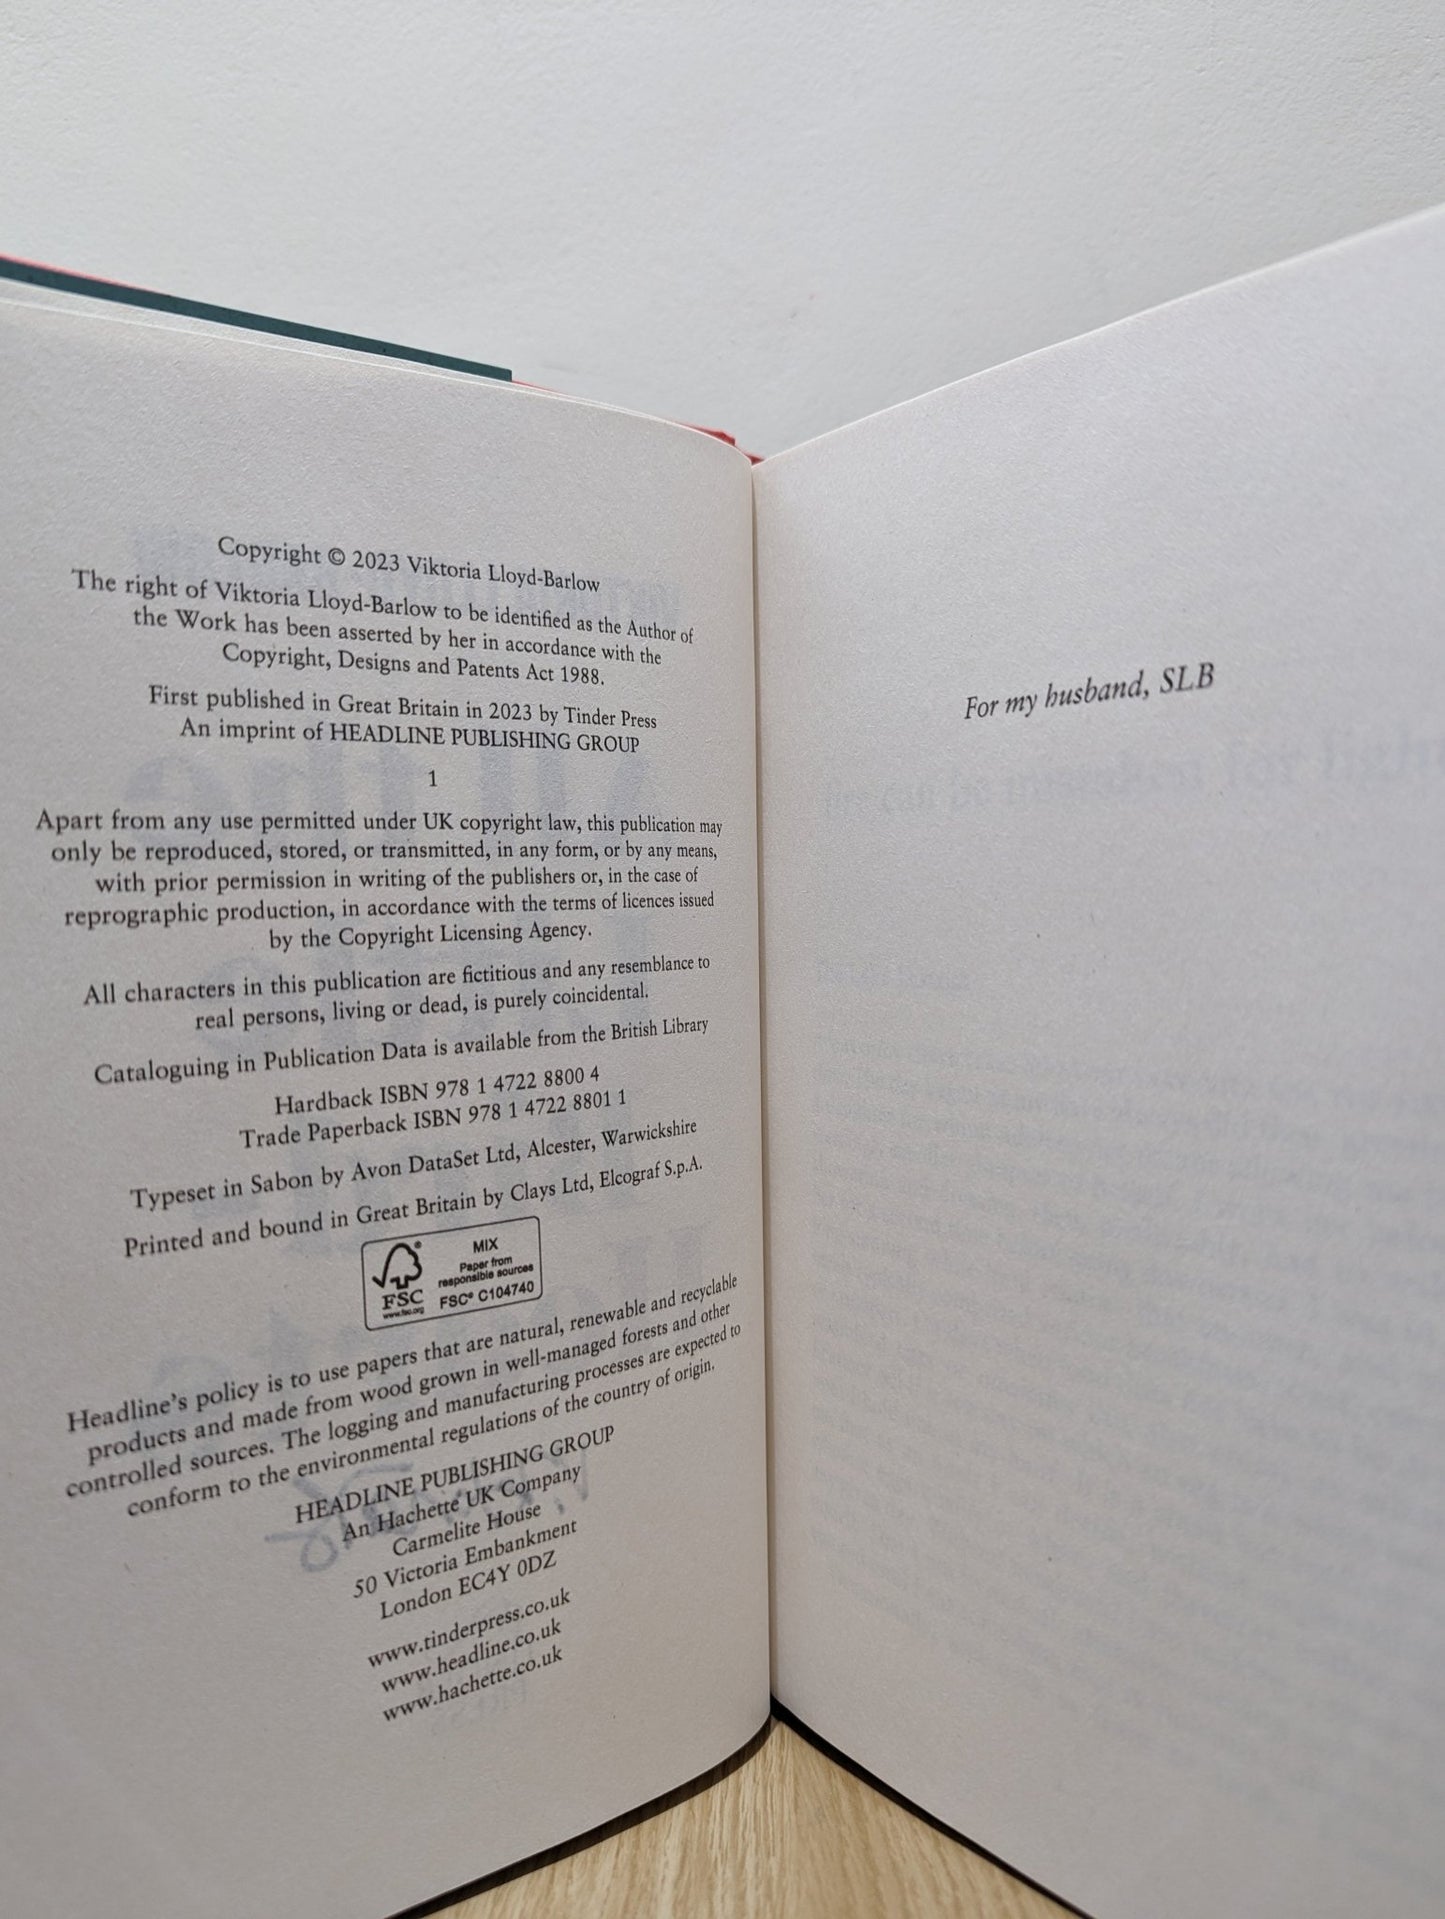 Copyright © 2023 Viktoria Lloyd-Barlow
The right of Viktoria Lloyd-Barlow to be identified as the Author of
the Work has been asserted by her in accordance with the
Copyright, Designs and Patents Act 1988.
First published in Great Britain in 2023 by Tinder Press
An imprint of HEADLINE PUBLISHING GROUP
1
Apart from any use permitted under UK copyright law, this publication may
only be reproduced, stored, or transmitted, in any form, or by any means,
with prior permission in writing of the publishers or, in the case of
reprographic production, in accordance with the terms of licences issued
by the Copyright Licensing Agency.
All characters in this publication are fictitious and any resemblance to
real persons, living or dead, is purely coincidental.
Cataloguing in Publication Data is available from the British Library
Hardback ISBN 978 1 4722 8800 4
Trade Paperback ISBN 978 1 4722 8801 1
Typeset in Sabon by Avon DataSet Ltd, Alcester, Warwickshire
Printed and bound in Great Britain by Clays Ltd, Elcograf S.p.A.
FSC
www.fsc.org
MIX
Paper from
responsible sources
FSC® C104740
Headline's policy is to use papers that are natural, renewable and recyclable
products and made from wood grown in well-managed forests and other
controlled sources. The logging and manufacturing processes are expected to
conform to the environmental regulations of the country of origin.
HEADLINE PUBLISHING GROUP
An Hachette UK Company
Carmelite House
50 Victoria Embankment
London EC4Y 0DZ
www.tinderpress.co.uk
www.headline.co.uk
www.hachette.co.uk
For my husband, SLB